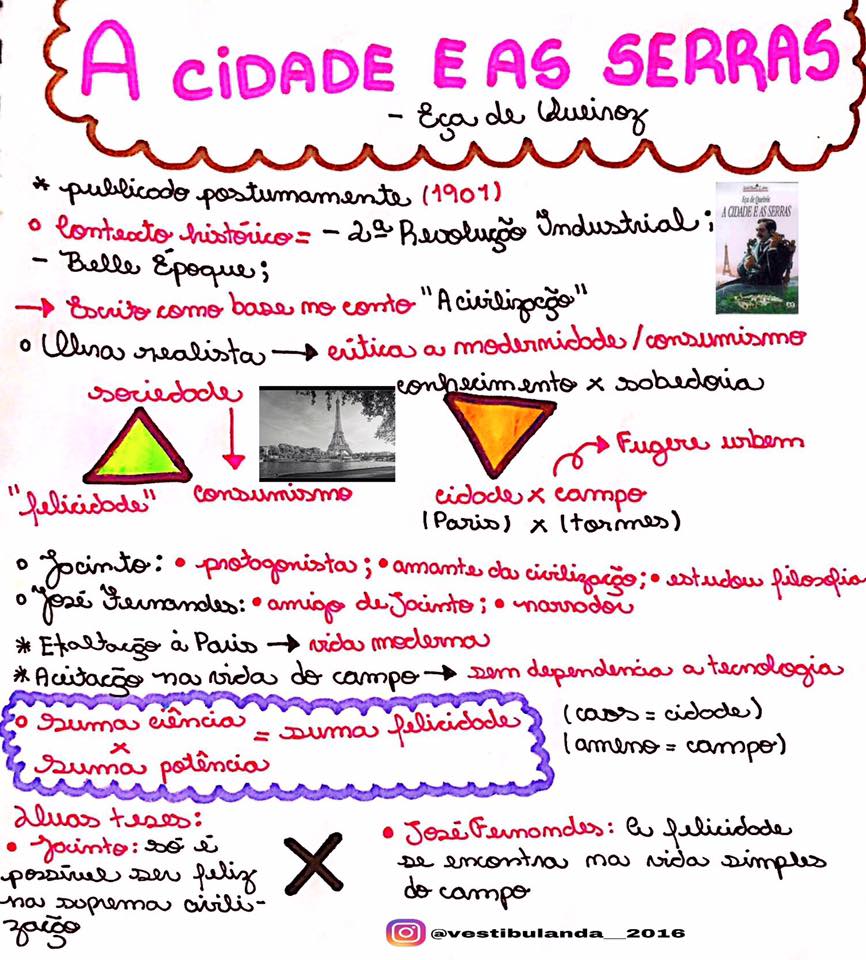 A CIDADE E AS SERRAS
- Eça de Queiroz
* publicado postumamente (1901)
Contexto histórico = - 2ª Revolução Industrial;
- Belle Époque;
Eça de Queirós
A CIDADE E AS SERRAS
→ Escrito como base no conto "A civilização"
Obra realista → crítica a modernidade/consumismo
sociedade
conhecimento x sabedoria
Fugere urbem
"felicidade"
consumismo
cidade x campo
(Paris) x (tormes)
Jacinto: • protagonista; • amante da civilização; • estudou filosofia
José Fernandes: • amigo de Jacinto; • narrador
* Exaltação à Paris → vida moderna
* Aceitação na vida do campo → sem dependencia a tecnologia
suma ciência
x
suma potência
= suma felicidade
(caos = cidade)
(ameno = campo)
Duas teses:
• Jacinto: só é
possível ser feliz
na suprema civili-
zação
X
• José Fernandes: A felicidade
se encontra na vida simples
do campo
@vestibulanda__2016